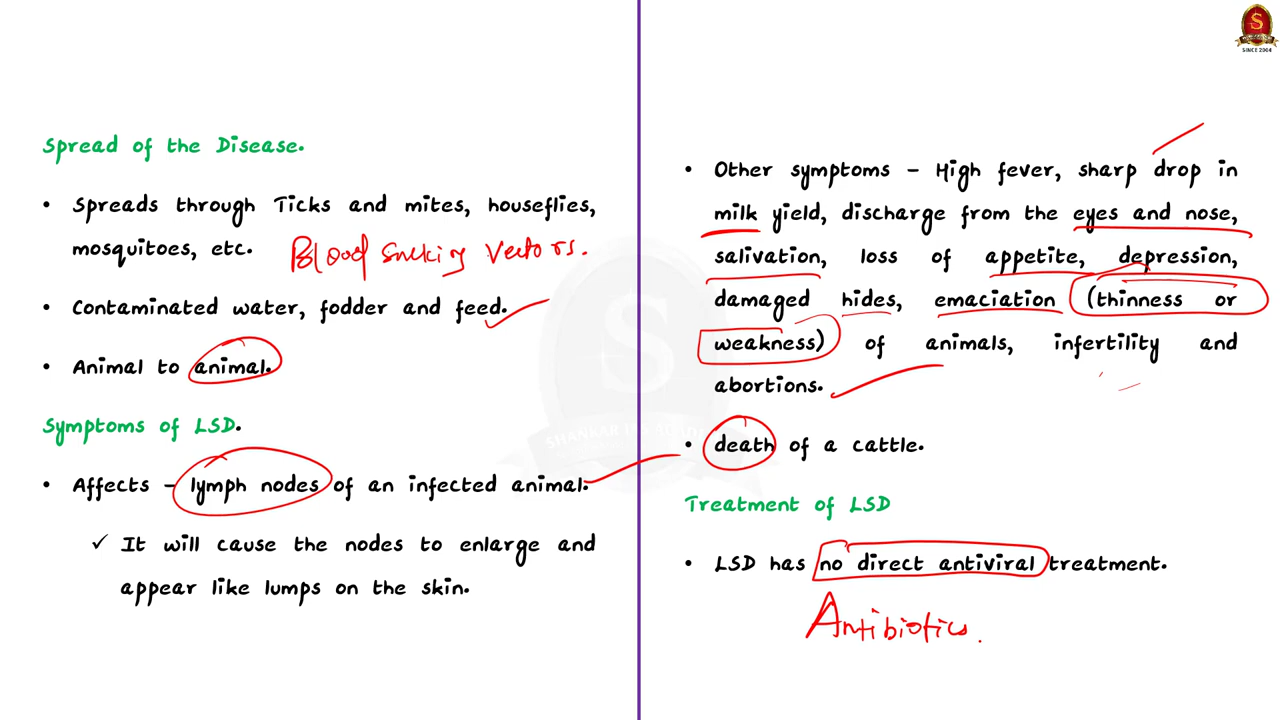 Spread of the Disease.
• Spreads through Ticks and mites, houseflies,
mosquitoes, etc. Blood sucking vectors.
• Contaminated water, fodder and feed.
• Animal to animal.
Symptoms of LSD.
• Affects – lymph nodes of an infected animal.
✓ It will cause the nodes to enlarge and
appear like lumps on the skin.
S
SINCE 2004
• Other symptoms – High fever, sharp drop in
milk yield, discharge from the eyes and nose,
salivation, loss of appetite, depression,
damaged hides, emaciation (thinness or
weakness) of animals, infertility and
abortions.
• death of a cattle.
Treatment of LSD
• LSD has no direct antiviral treatment.
Antibiotics.